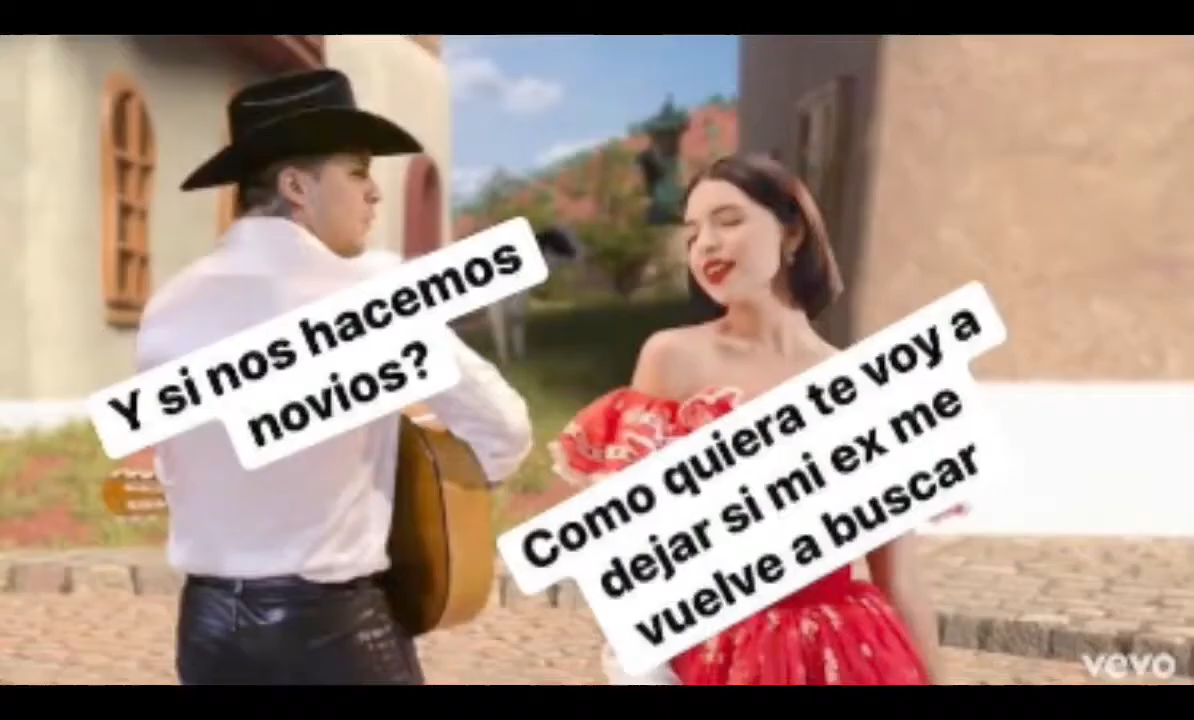 Y si nos hacemos
novios?
Como quiera te voy a
dejar si mi ex me
vuelve a buscar
vevo